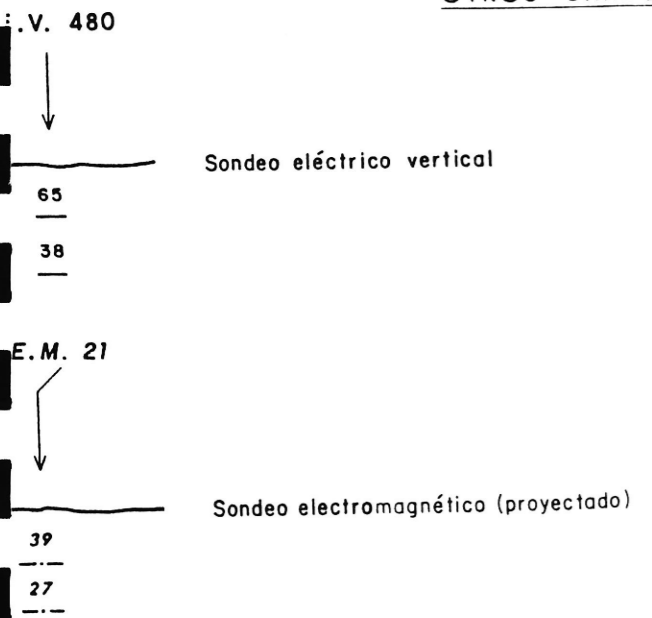 .V. 480
Sondeo eléctrico vertical
65
38
E.M. 21
Sondeo electromagnético (proyectado)
39
27